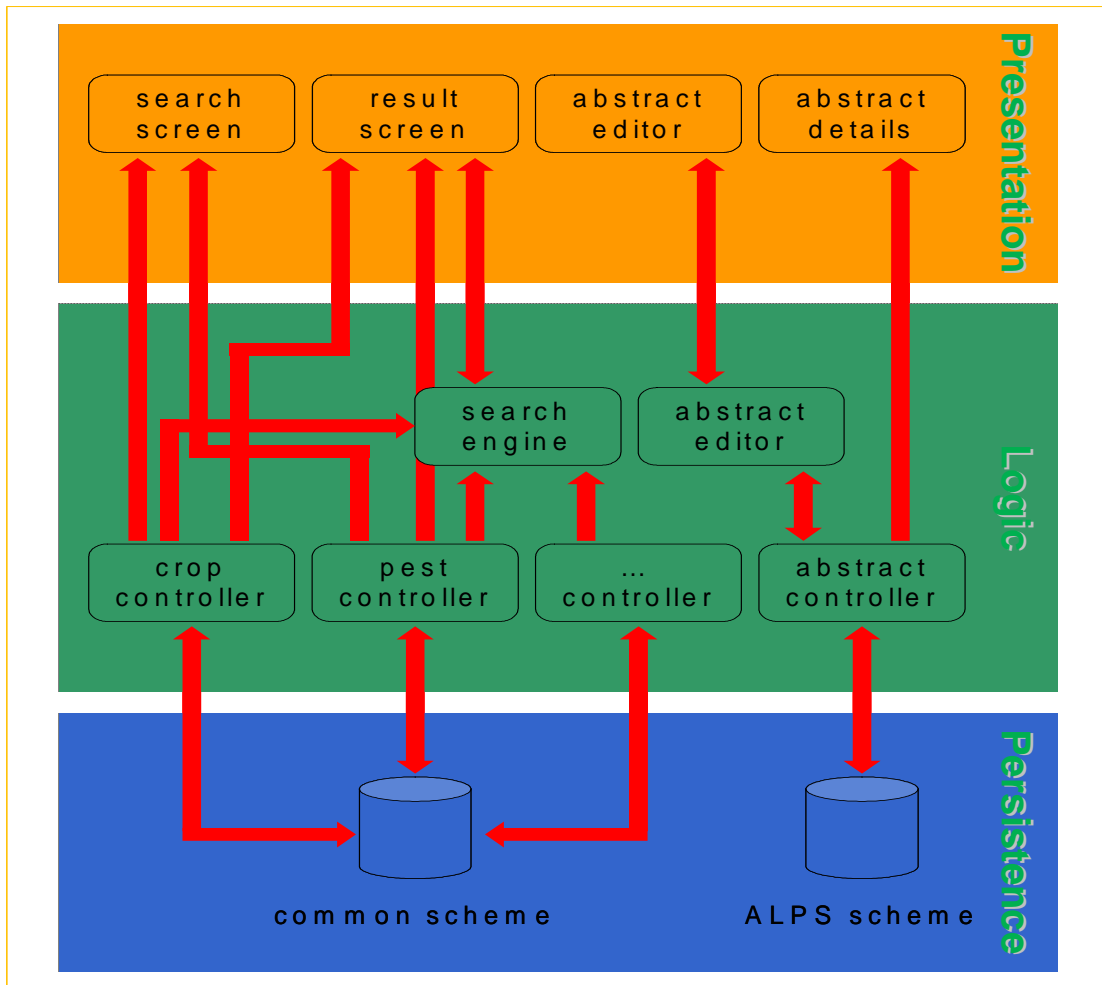 Presentation
search
screen
result
screen
abstract
editor
abstract
details
Logic
search
engine
abstract
editor
crop
controller
pest
controller
...
controller
abstract
controller
Persistence
common scheme
ALPS scheme